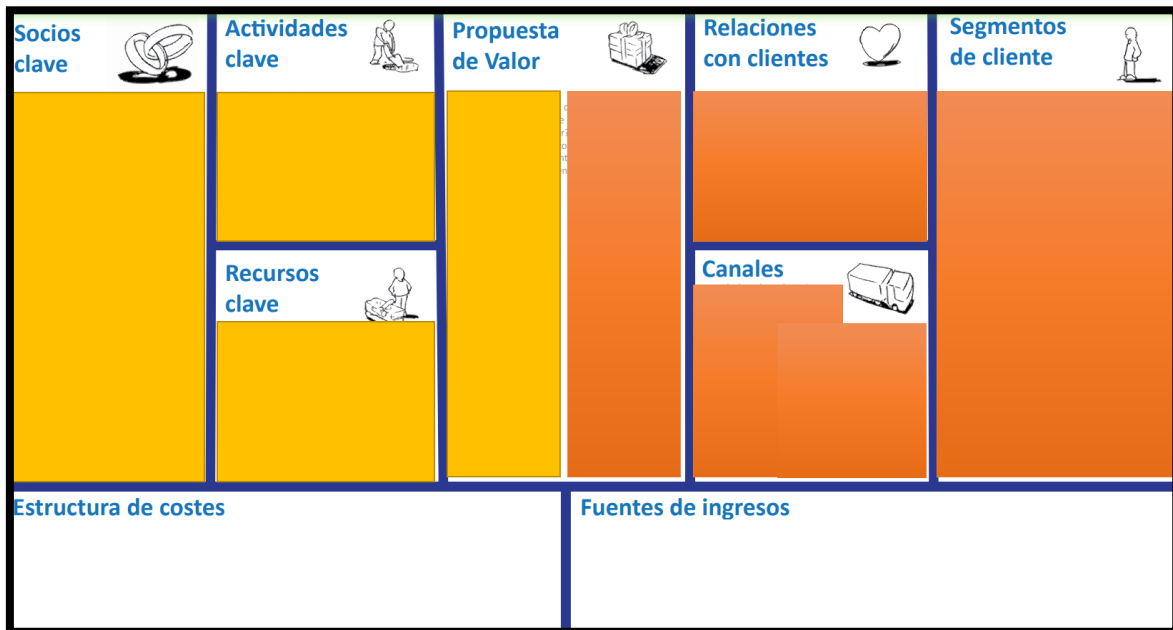 Socios
clave
Actividades
clave
Propuesta
de Valor
Relaciones
con clientes
Segmentos
de cliente
Recursos
clave
Canales
Estructura de costes
Fuentes de ingresos